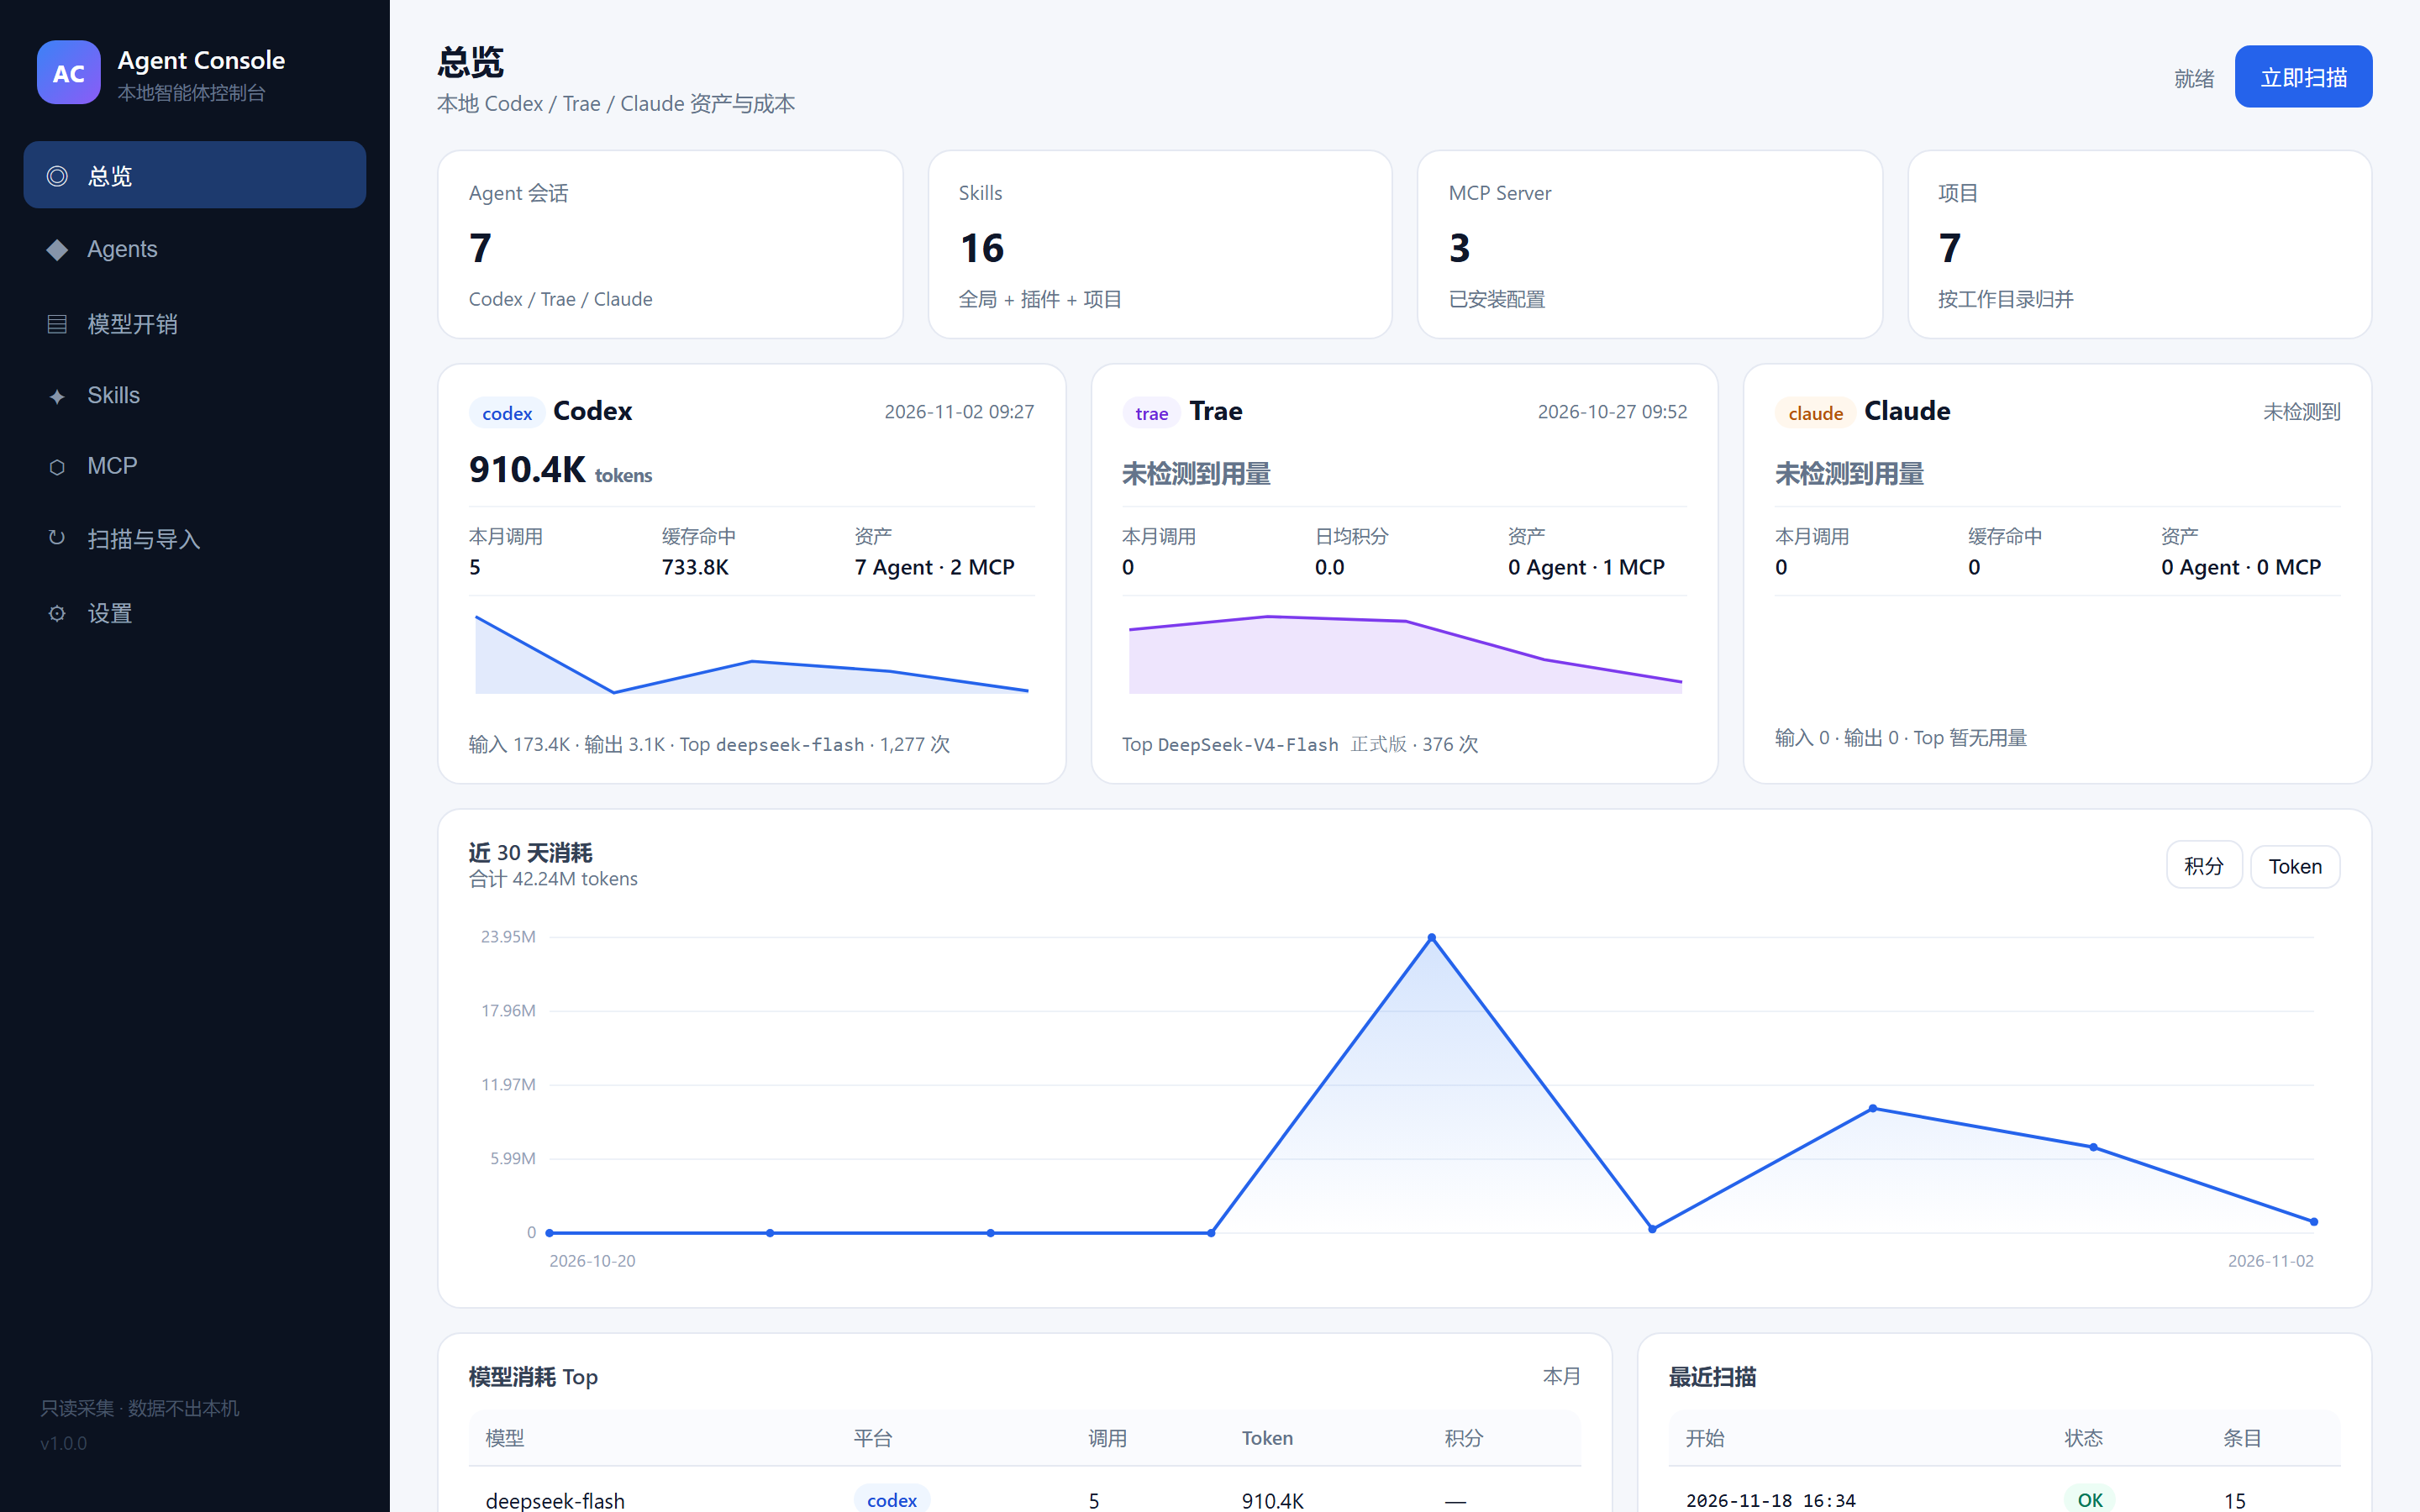 AC
Agent Console
本地智能体控制台
总览
Agents
模型开销
Skills
MCP
扫描与导入
设置
只读采集 · 数据不出本机
v1.0.0
总览
本地 Codex / Trae / Claude 资产与成本
就绪
立即扫描
Agent 会话
7
Codex / Trae / Claude
Skills
16
全局 + 插件 + 项目
MCP Server
3
已安装配置
项目
7
按工作目录归并
codex Codex 2026-11-02 09:27
910.4K tokens
本月调用 缓存命中 资产
5 733.8K 7 Agent · 2 MCP
输入 173.4K · 输出 3.1K · Top deepseek-flash · 1,277 次
trae Trae 2026-10-27 09:52
未检测到用量
本月调用 日均积分 资产
0 0.0 0 Agent · 1 MCP
Top DeepSeek-V4-Flash 正式版 · 376 次
claude Claude 未检测到
未检测到用量
本月调用 缓存命中 资产
0 0 0 Agent · 0 MCP
输入 0 · 输出 0 · Top 暂无用量
近 30 天消耗
合计 42.24M tokens
积分 Token
23.95M
17.96M
11.97M
5.99M
0
2026-10-20 2026-11-02
模型消耗 Top 本月
模型 平台 调用 Token 积分
deepseek-flash codex 5 910.4K —
最近扫描
开始 状态 条目
2026-11-18 16:34 OK 15